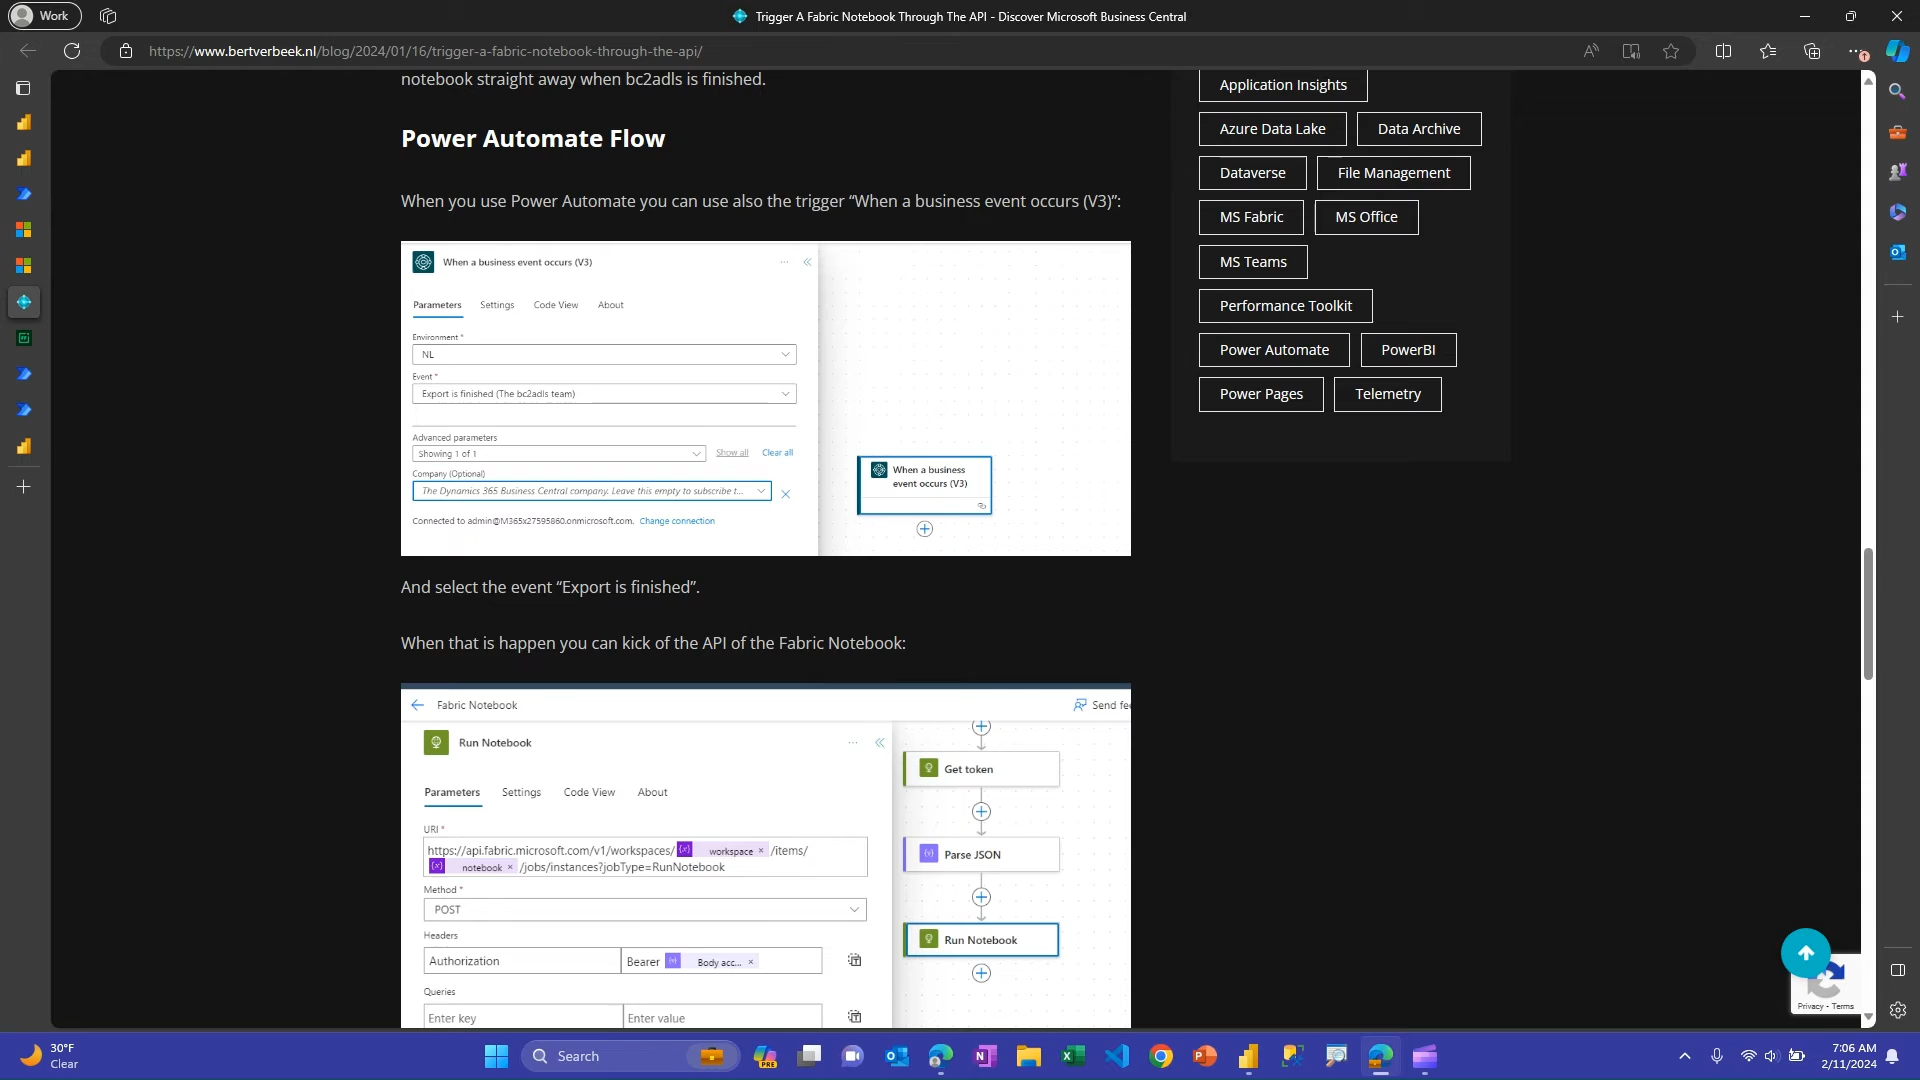 Work
Trigger A Fabric Notebook Through The API - Discover Microsoft Business Central
https://www.bertverbeek.nl/blog/2024/01/16/trigger-a-fabric-notebook-through-the-api/
notebook straight away when bc2adls is finished.
Power Automate Flow
When you use Power Automate you can use also the trigger “When a business event occurs (V3)”:
When a business event occurs (V3)
Parameters Settings Code View About
Environment *
NL
Event *
Export is finished (The bc2adls team)
Advanced parameters
Showing 1 of 1 Show all Clear all
Company (Optional)
The Dynamics 365 Business Central company. Leave this empty to subscribe t...
Connected to admin@M365x27595860.onmicrosoft.com. Change connection
When a business
event occurs (V3)
And select the event “Export is finished”.
When that is happen you can kick of the API of the Fabric Notebook:
Fabric Notebook
Send fee
Run Notebook
Parameters Settings Code View About
URI *
https://api.fabric.microsoft.com/v1/workspaces/ {x} workspace × /items/
{x} notebook × /jobs/instances?jobType=RunNotebook
Method *
POST
Headers
Authorization Bearer Body acc... ×
Queries
Enter key Enter value
Get token
Parse JSON
Run Notebook
Application Insights
Azure Data Lake Data Archive
Dataverse File Management
MS Fabric MS Office
MS Teams
Performance Toolkit
Power Automate PowerBI
Power Pages Telemetry
Privacy - Terms
30°F
Clear
Search
PRE
7:06 AM
2/11/2024